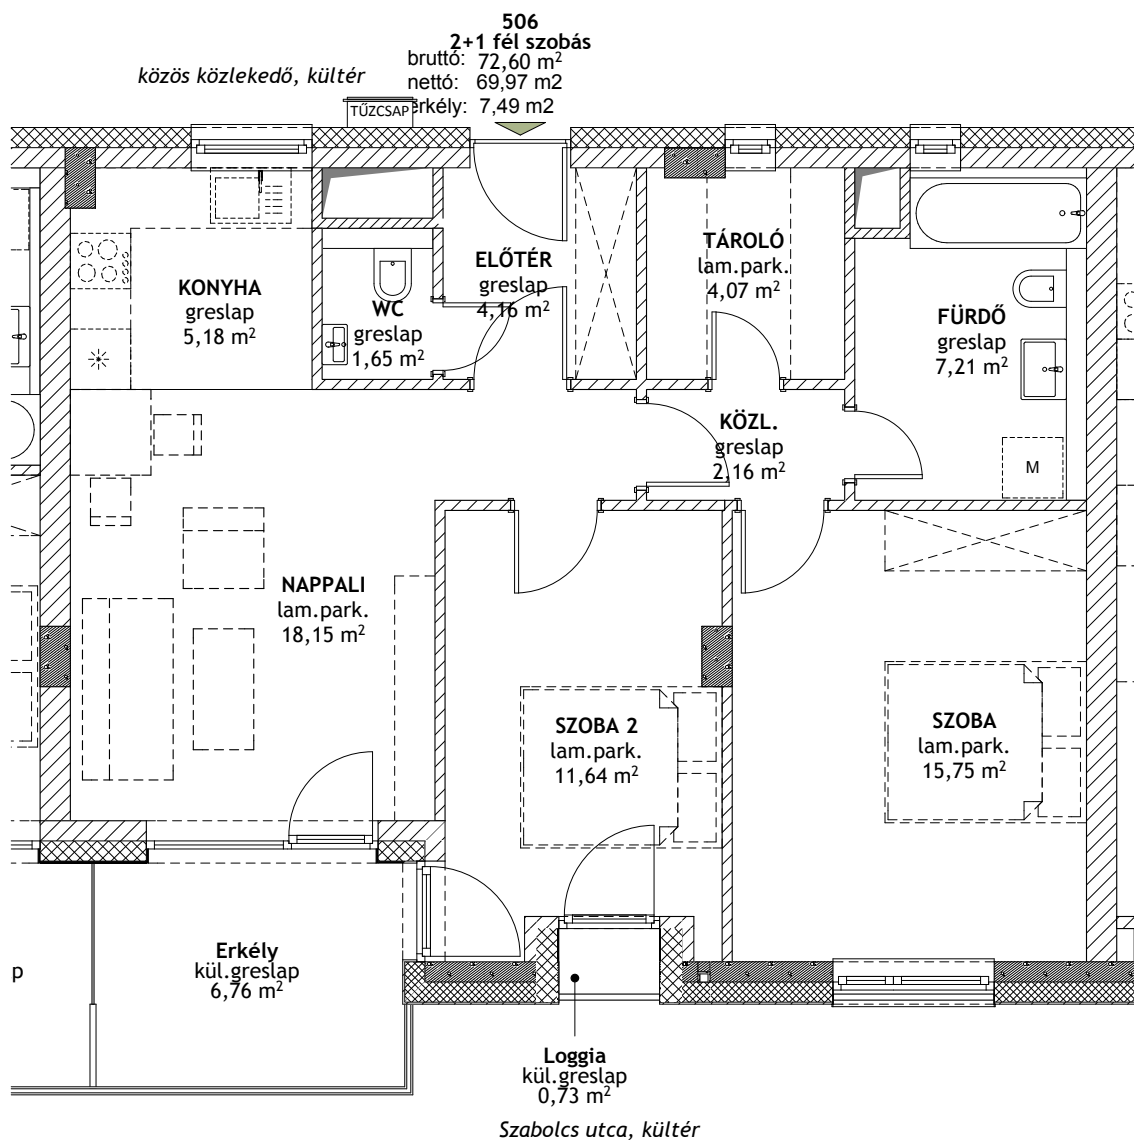 506
2+1 fél szobás
bruttó: 72,60 m²
nettó: 69,97 m2
erkély: 7,49 m2
közös közlekedő, kültér
TŰZCSAP
KONYHA
greslap
5,18 m²
WC
greslap
1,65 m²
ELŐTÉR
greslap
4,16 m²
TÁROLÓ
lam.park.
4,07 m²
FÜRDŐ
greslap
7,21 m²
KÖZL.
greslap
2,16 m²
M
NAPPALI
lam.park.
18,15 m²
SZOBA 2
lam.park.
11,64 m²
SZOBA
lam.park.
15,75 m²
Erkély
kül.greslap
6,76 m²
p
Loggia
kül.greslap
0,73 m²
Szabolcs utca, kültér